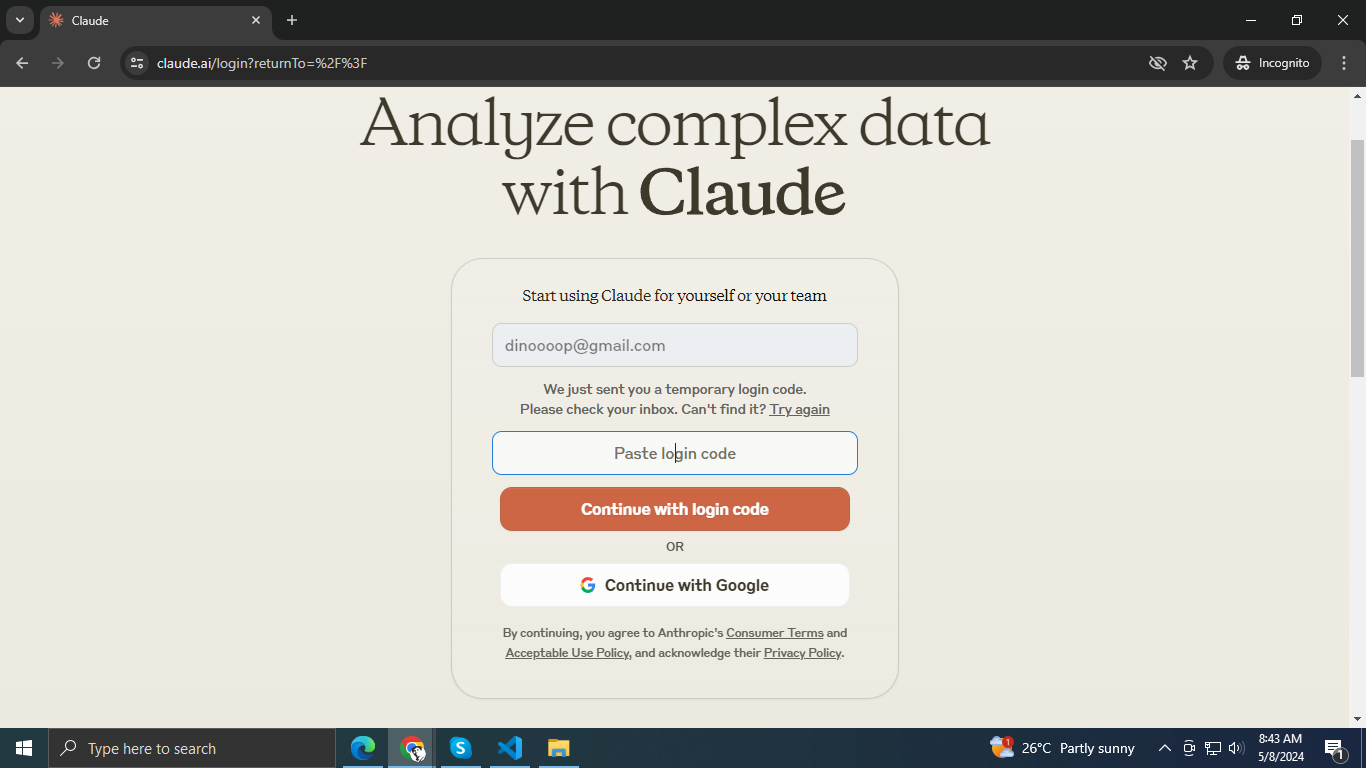 Claude
claude.ai/login?returnTo=%2F%3F
Incognito
Analyze complex data
with Claude
Start using Claude for yourself or your team
dinoooop@gmail.com
We just sent you a temporary login code.
Please check your inbox. Can't find it? Try again
Paste login code
Continue with login code
OR
Continue with Google
By continuing, you agree to Anthropic's Consumer Terms and
Acceptable Use Policy, and acknowledge their Privacy Policy.
Type here to search
1
26°C Partly sunny
8:43 AM
5/8/2024
1